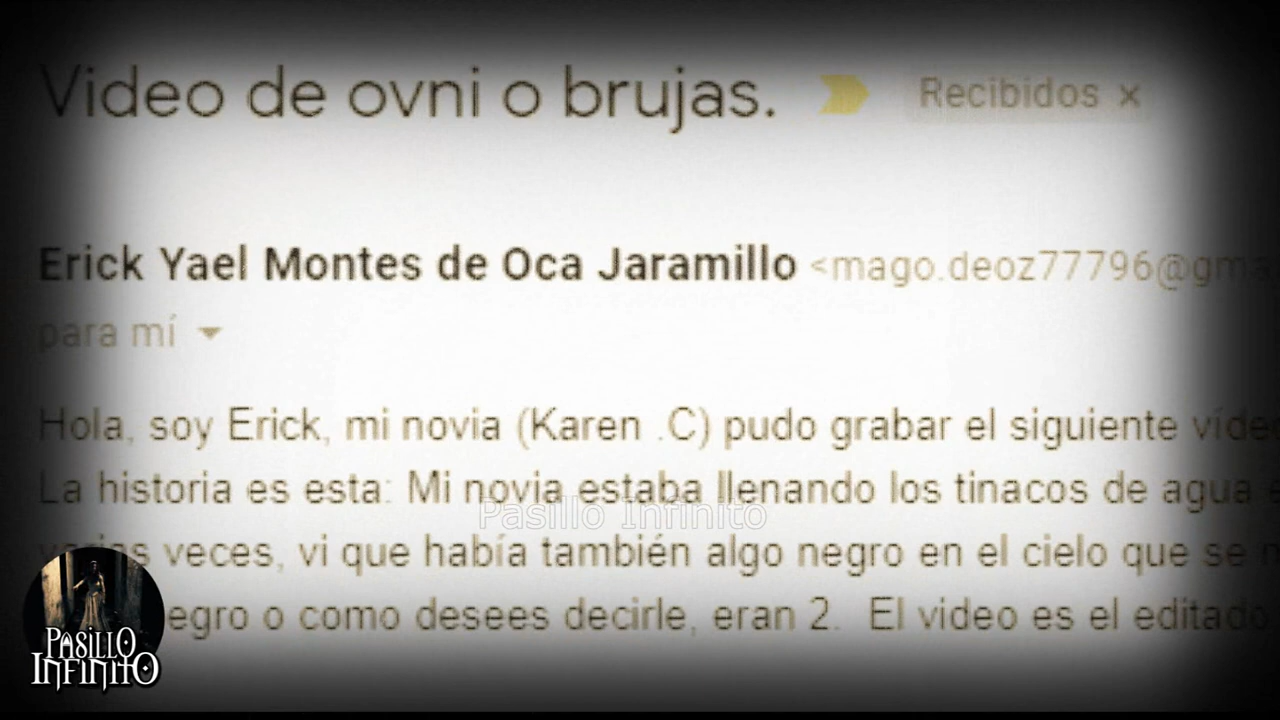 Video de ovni o brujas.
Recibidos x
Erick Yael Montes de Oca Jaramillo <mago.deoz77796@gma
para mí
Hola, soy Erick, mi novia (Karen .C) pudo grabar el siguiente víde
La historia es esta: Mi novia estaba llenando los tinacos de agua
Pasillo Infinito
varias veces, vi que había también algo negro en el cielo que se
egro o como desees decirle, eran 2. El video es el editado
PASILLO
INFINITO